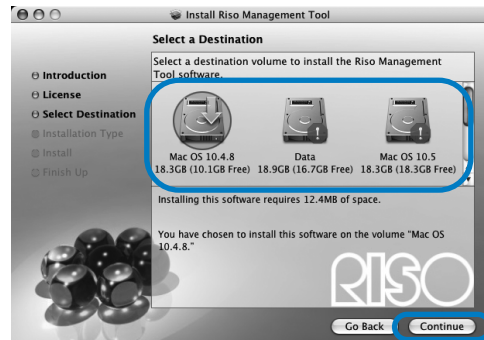 Install Riso Management Tool
Select a Destination
Introduction
License
Select Destination
Installation Type
Install
Finish Up
Select a destination volume to install the Riso Management
Tool software.
Mac OS 10.4.8
18.3GB (10.1GB Free)
Data
18.9GB (16.7GB Free)
Mac OS 10.5
18.3GB (18.3GB Free)
Installing this software requires 12.4MB of space.
You have chosen to install this software on the volume "Mac OS
10.4.8."
RISO
Go Back
Continue